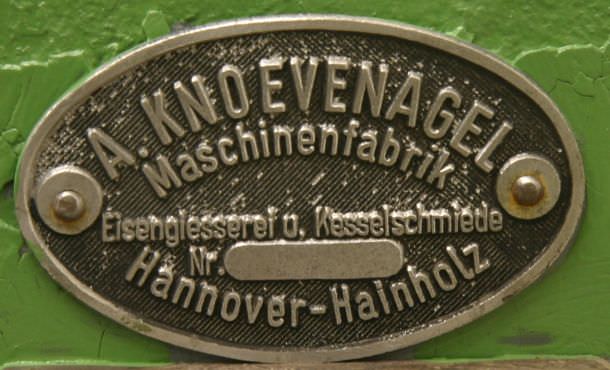 A. KNOEVENAGEL
Maschinenfabrik
Eisengiesserei u. Kesselschmiede
Nr.
Hannover-Hainholz